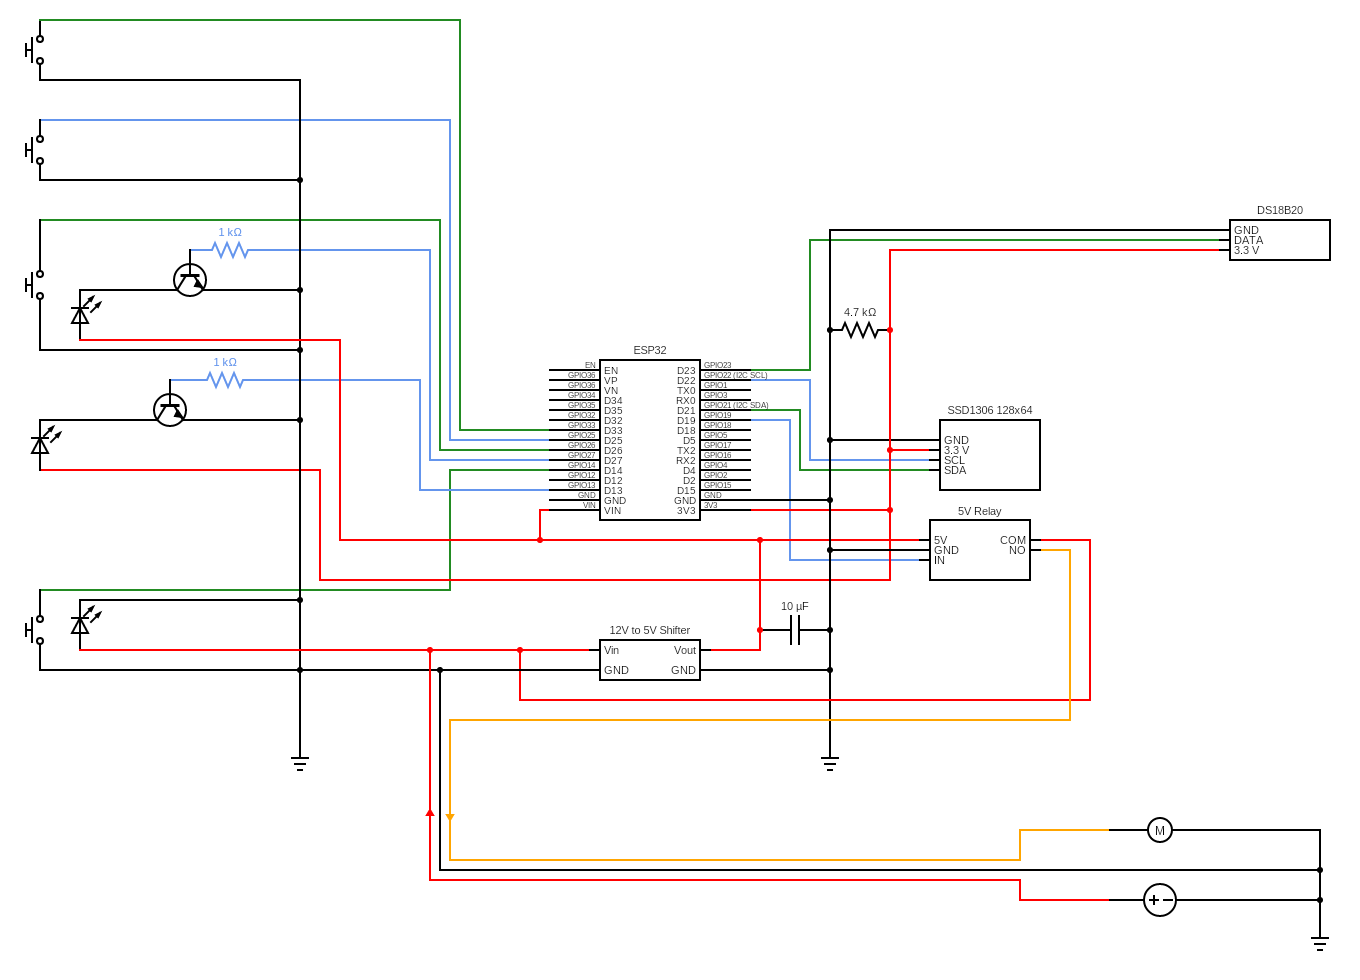 DS18B20
GND
DATA
3.3 V
1 kΩ
4.7 kΩ
1 kΩ
ESP32
EN EN D23 GPIO23
GPIO36 VP D22 GPIO22 (I2C SCL)
GPIO36 VN TX0 GPIO1
GPIO34 D34 RX0 GPIO3
GPIO35 D35 D21 GPIO21 (I2C SDA)
GPIO32 D32 D19 GPIO19
GPIO33 D33 D18 GPIO18
GPIO25 D25 D5 GPIO5
GPIO26 D26 TX2 GPIO17
GPIO27 D27 RX2 GPIO16
GPIO14 D14 D4 GPIO4
GPIO12 D12 D2 GPIO2
GPIO13 D13 D15 GPIO15
GND GND GND GND
VIN VIN 3V3 3V3
SSD1306 128x64
GND
3.3 V
SCL
SDA
5V Relay
5V COM
GND NO
IN
10 µF
12V to 5V Shifter
Vin Vout
GND GND
M